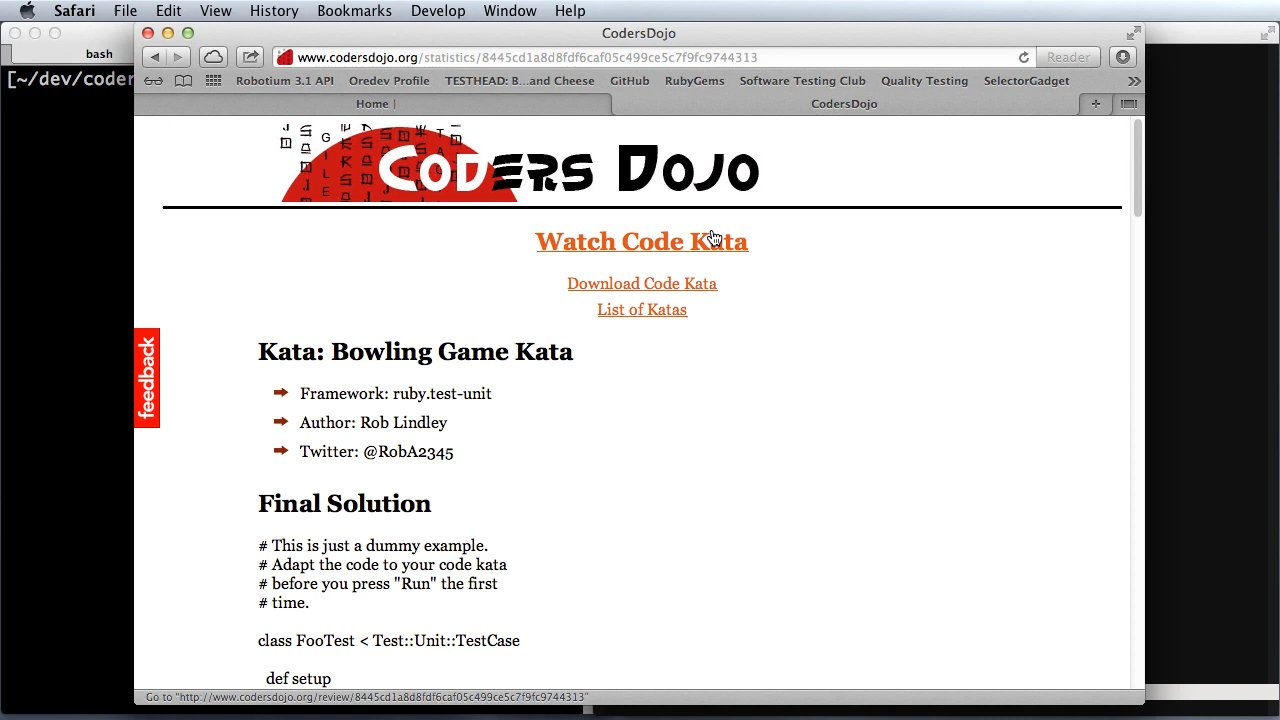 Safari File Edit View History Bookmarks Develop Window Help
CodersDojo
bash
www.codersdojo.org/statistics/8445cd1a8d8fdf6caf05c499ce5c7f9fc9744313
Reader
[~/dev/coder
Robotium 3.1 API Oredev Profile TESTHEAD: B...and Cheese GitHub RubyGems Software Testing Club Quality Testing SelectorGadget
Home
CodersDojo
Coders Dojo
Watch Code Kata
Download Code Kata
List of Katas
feedback
Kata: Bowling Game Kata
Framework: ruby.test-unit
Author: Rob Lindley
Twitter: @RobA2345
Final Solution
# This is just a dummy example.
# Adapt the code to your code kata
# before you press "Run" the first
# time.
class FooTest < Test::Unit::TestCase
def setup
Go to "http://www.codersdojo.org/review/8445cd1a8d8fdf6caf05c499ce5c7f9fc9744313"